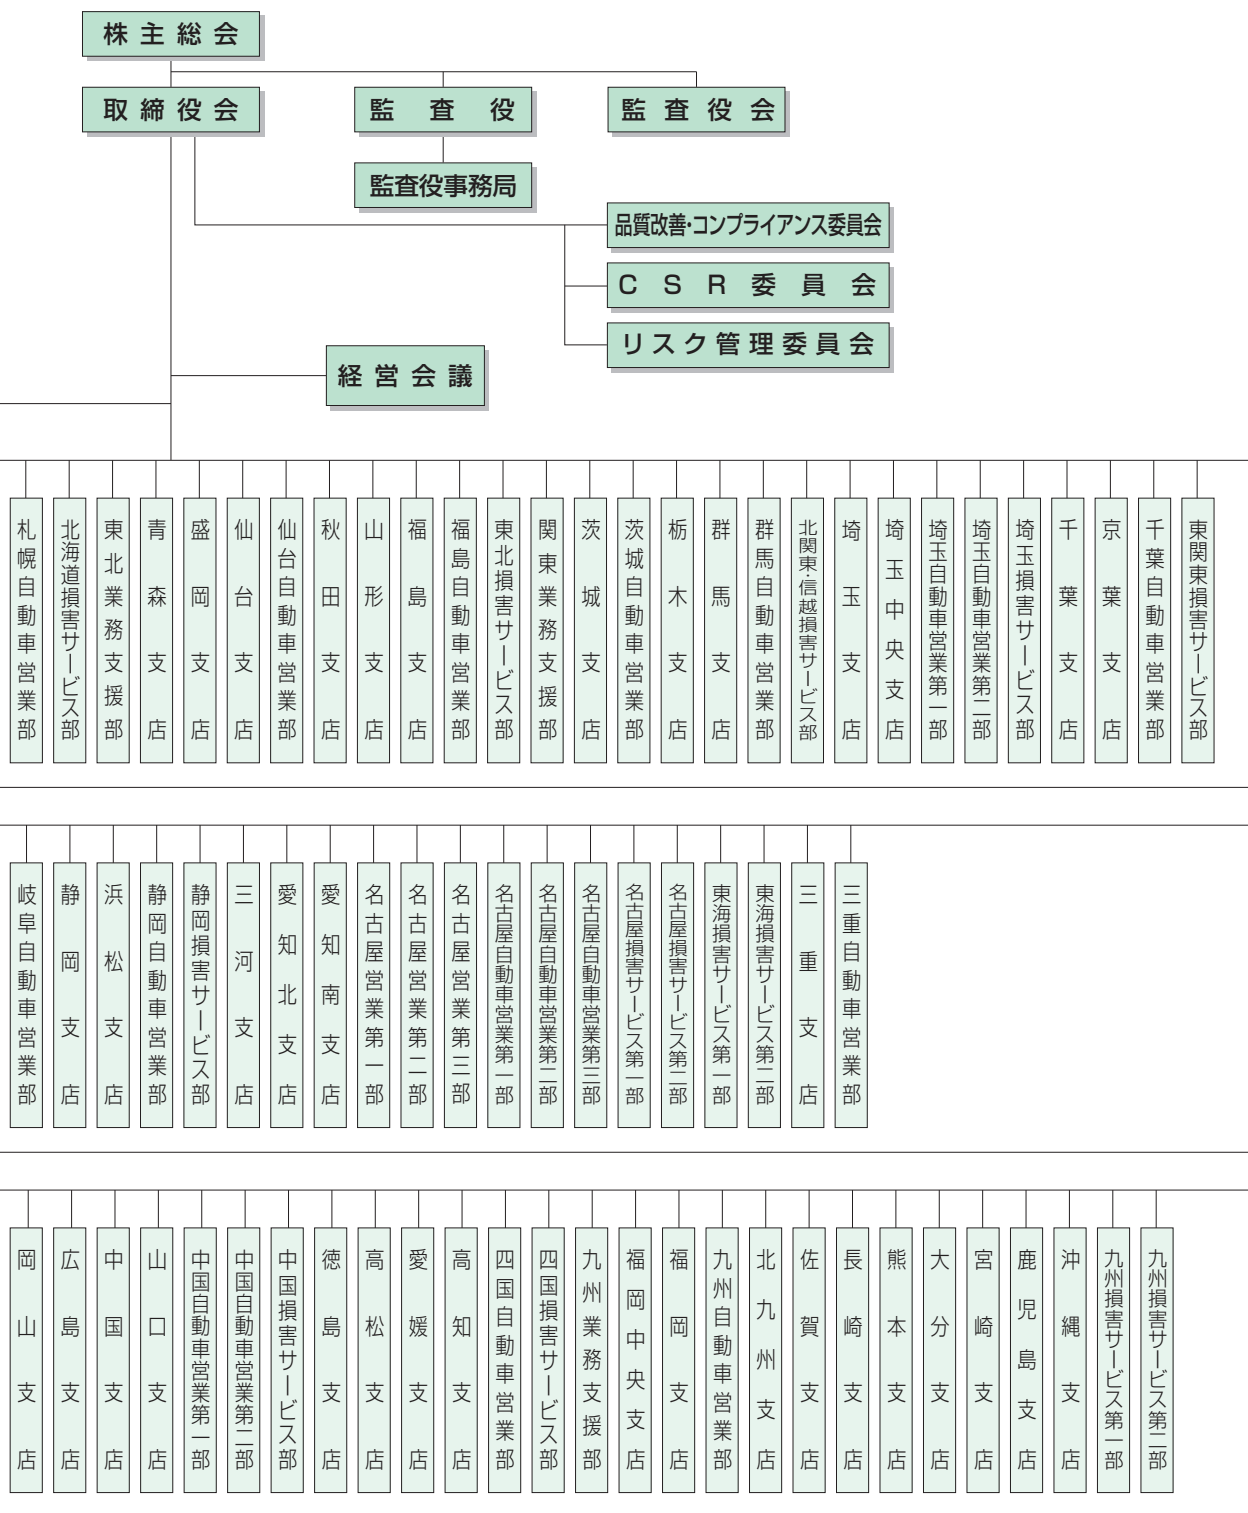 株主総会
取締役会
監査役
監査役会
監査役事務局
品質改善・コンプライアンス委員会
CSR委員会
リスク管理委員会
経営会議
札幌自動車営業部
北海道損害サービス部
東北業務支援部
青森支店
盛岡支店
仙台支店
仙台自動車営業部
秋田支店
山形支店
福島支店
福島自動車営業部
東北損害サービス部
関東業務支援部
茨城支店
茨城自動車営業部
栃木支店
群馬支店
群馬自動車営業部
北関東・信越損害サービス部
埼玉支店
埼玉中央支店
埼玉自動車営業第一部
埼玉自動車営業第二部
埼玉損害サービス部
千葉支店
京葉支店
千葉自動車営業部
東関東損害サービス部
岐阜自動車営業部
静岡支店
浜松支店
静岡自動車営業部
静岡損害サービス部
三河支店
愛知北支店
愛知南支店
名古屋営業第一部
名古屋営業第二部
名古屋営業第三部
名古屋自動車営業第一部
名古屋自動車営業第二部
名古屋自動車営業第三部
名古屋損害サービス第一部
名古屋損害サービス第二部
東海損害サービス第一部
東海損害サービス第二部
三重支店
三重自動車営業部
岡山支店
広島支店
中国支店
山口支店
中国自動車営業第一部
中国自動車営業第二部
中国損害サービス部
徳島支店
高松支店
愛媛支店
高知支店
四国自動車営業部
四国損害サービス部
九州業務支援部
福岡中央支店
福岡支店
九州自動車営業部
北九州支店
佐賀支店
長崎支店
熊本支店
大分支店
宮崎支店
鹿児島支店
沖縄支店
九州損害サービス第一部
九州損害サービス第二部